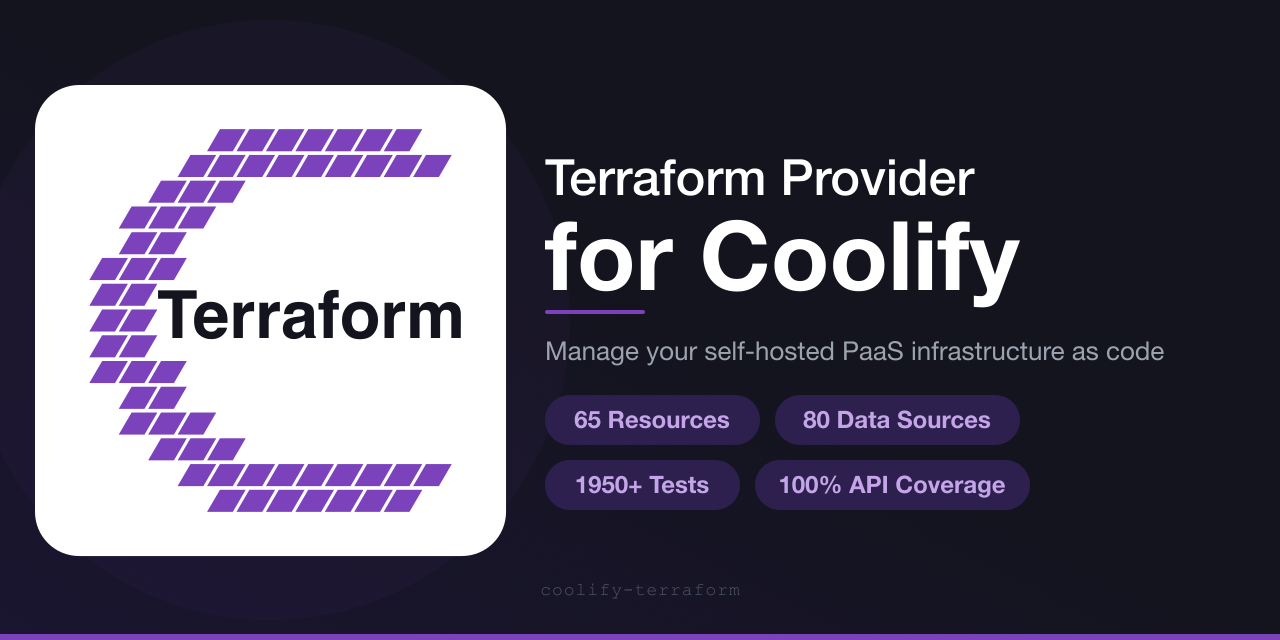 Terraform
Terraform Provider
for Coolify
Manage your self-hosted PaaS infrastructure as code
65 Resources
80 Data Sources
1950+ Tests
100% API Coverage
coolify-terraform